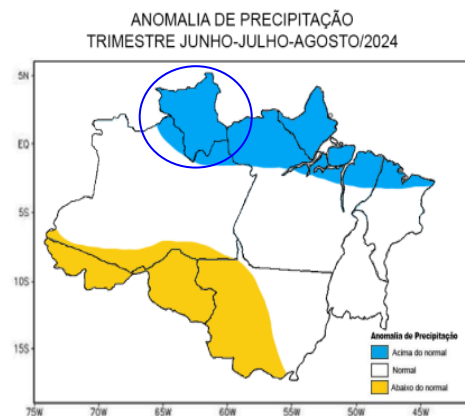 ANOMALIA DE PRECIPITAÇÃO
TRIMESTRE JUNHO-JULHO-AGOSTO/2024
5N
EQ
5S
10S
15S
Anomalia de Precipitação
Acima do normal
Normal
Abaixo do normal
75W 70W 65W 60W 55W 50W 45W